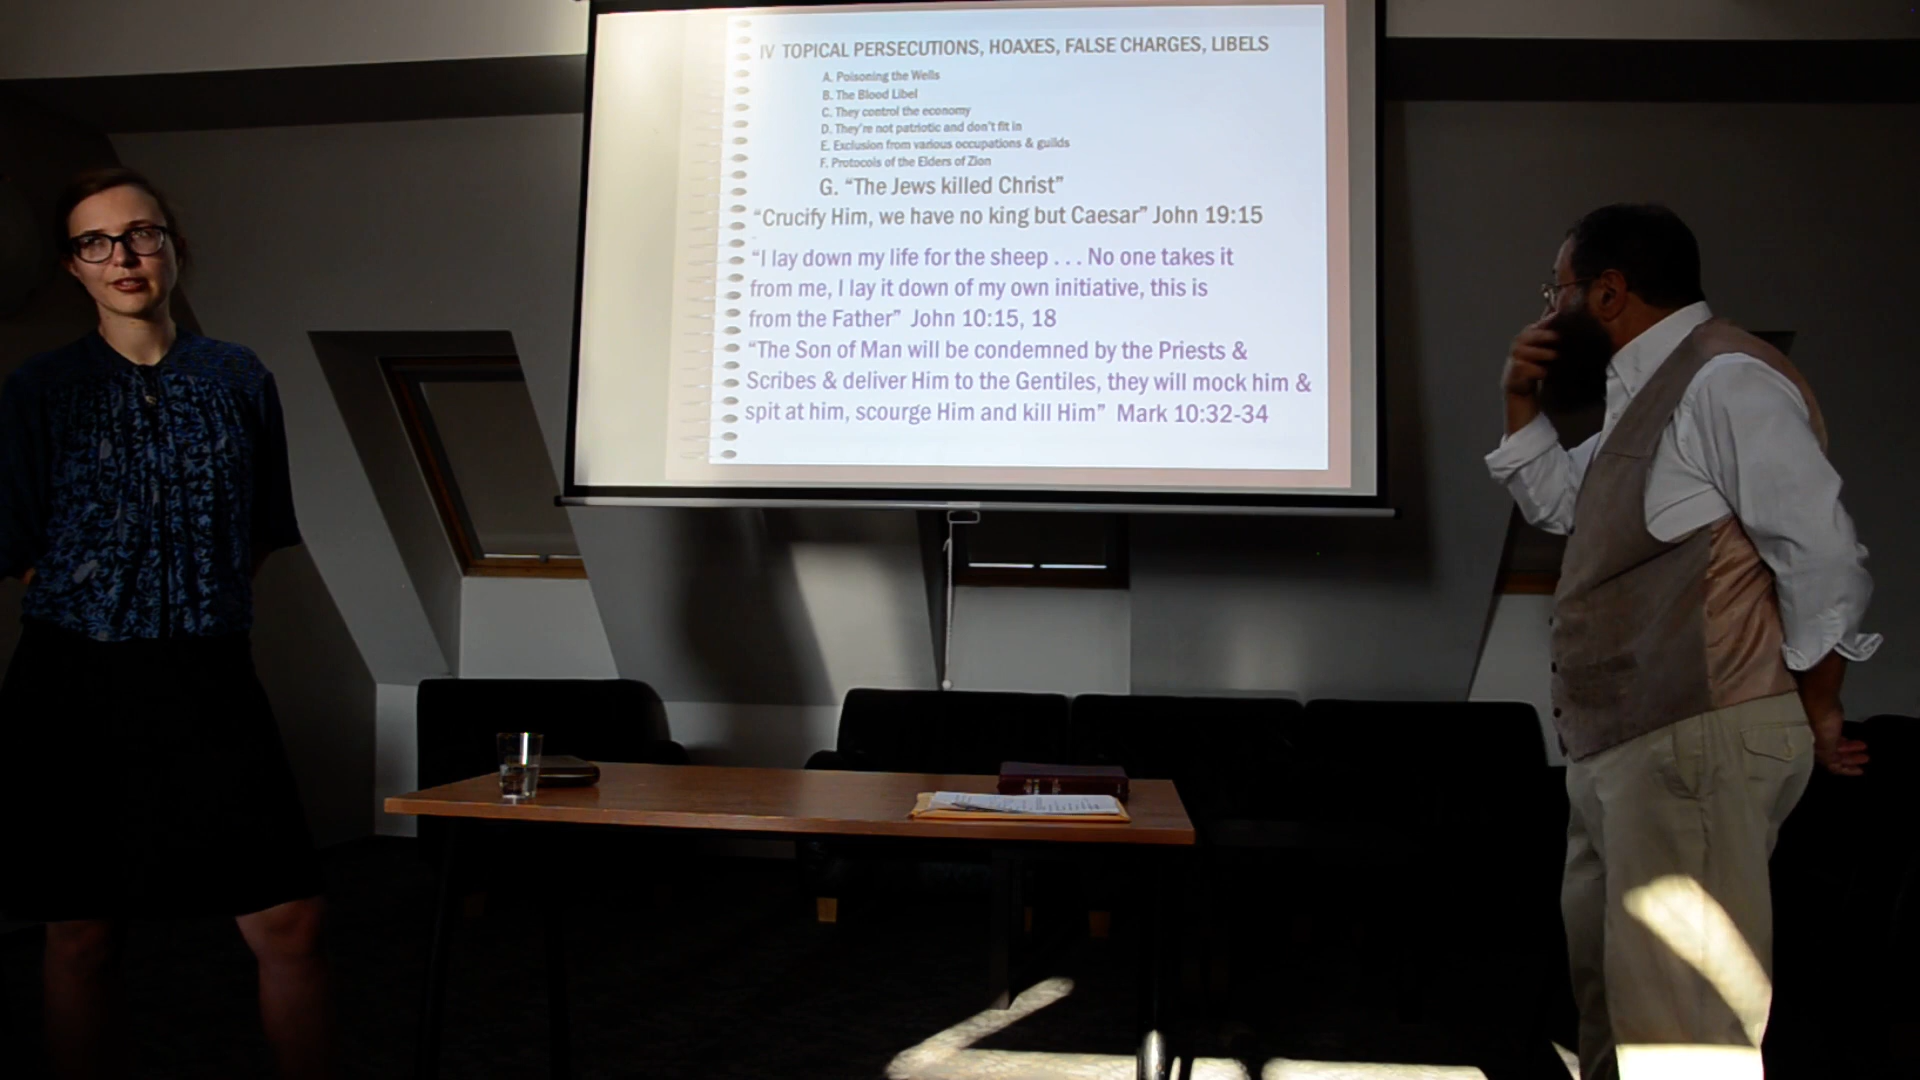 IV TOPICAL PERSECUTIONS, HOAXES, FALSE CHARGES, LIBELS
A. Poisoning the Wells
B. The Blood Libel
C. They control the economy
D. They're not patriotic and don't fit in
E. Exclusion from various occupations & guilds
F. Protocols of the Elders of Zion
G. “The Jews killed Christ”
“Crucify Him, we have no king but Caesar” John 19:15
“I lay down my life for the sheep . . . No one takes it
from me, I lay it down of my own initiative, this is
from the Father” John 10:15, 18
“The Son of Man will be condemned by the Priests &
Scribes & deliver Him to the Gentiles, they will mock him &
spit at him, scourge Him and kill Him” Mark 10:32-34